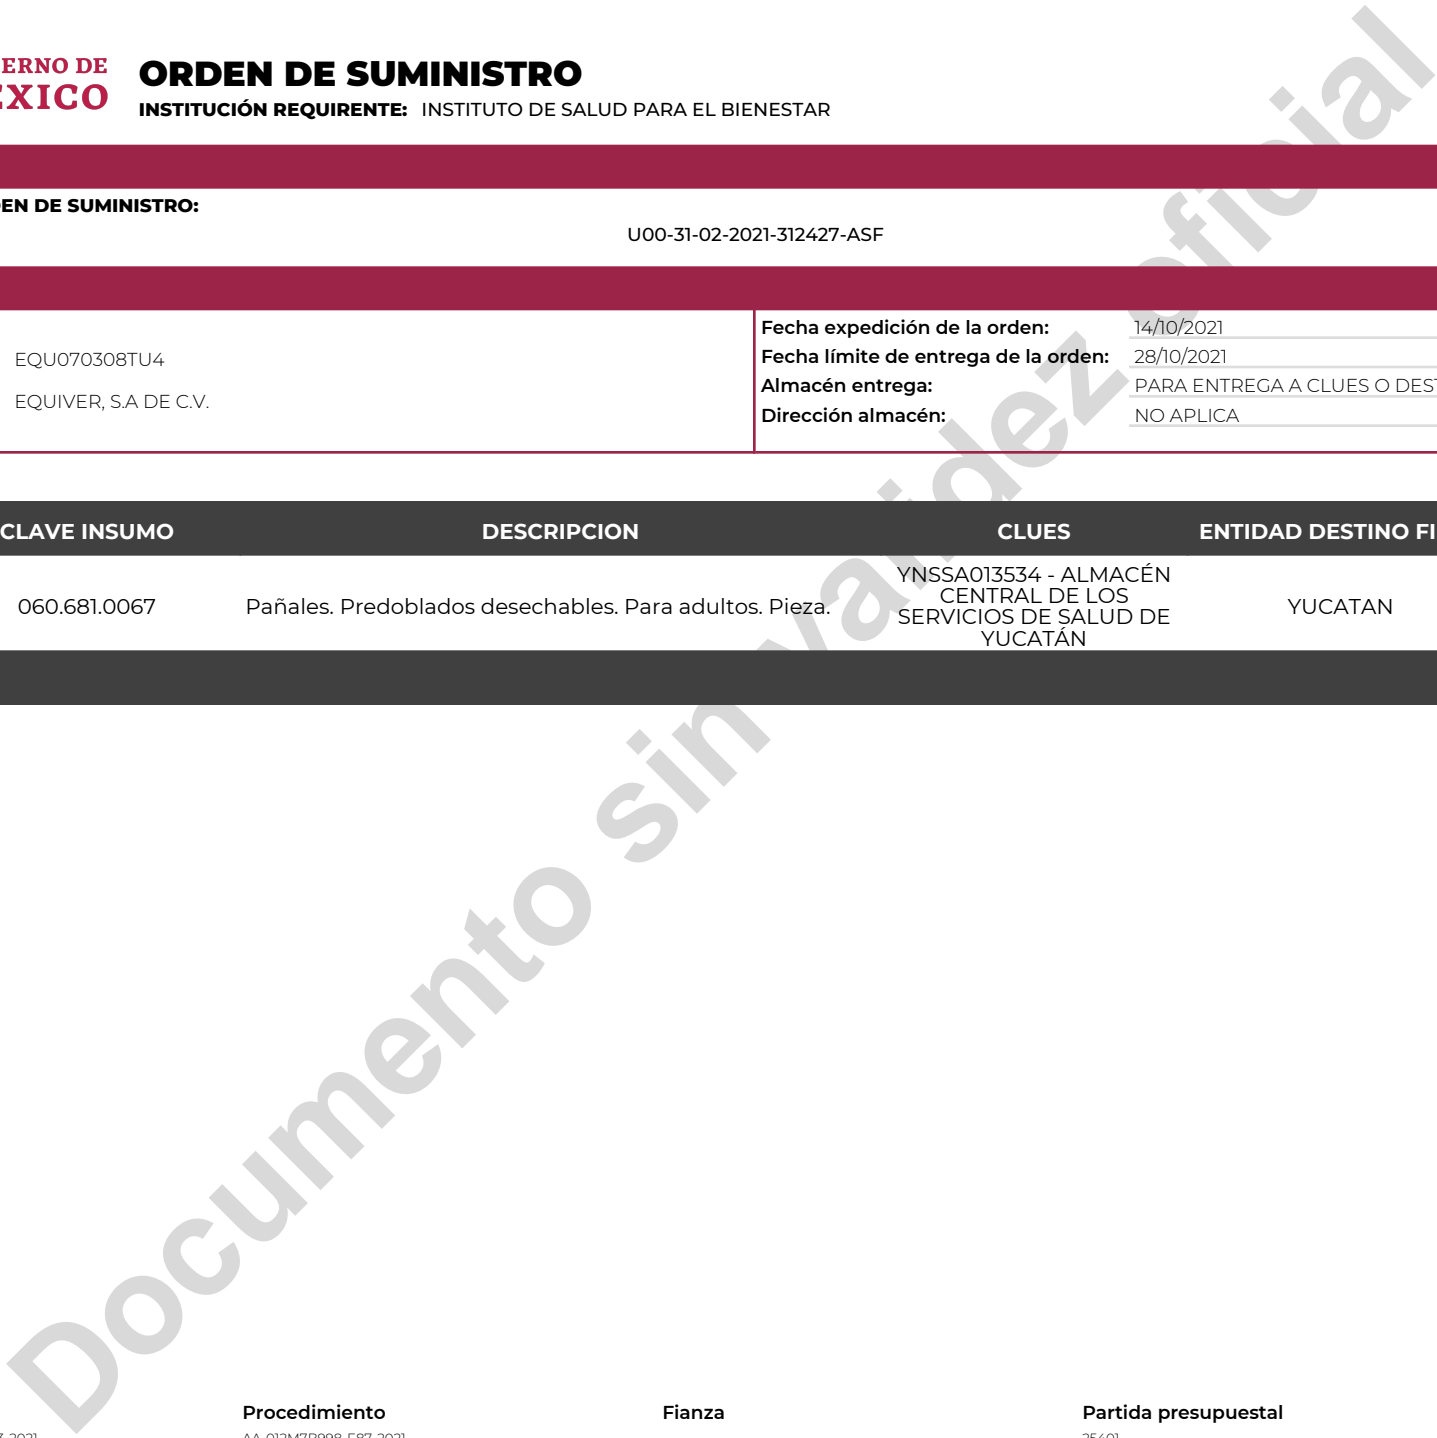 ERNO DE
EXICO
ORDEN DE SUMINISTRO
INSTITUCIÓN REQUIRENTE: INSTITUTO DE SALUD PARA EL BIENESTAR
EN DE SUMINISTRO:
U00-31-02-2021-312427-ASF
EQU070308TU4
EQUIVER, S.A DE C.V.
Fecha expedición de la orden: 14/10/2021
Fecha límite de entrega de la orden: 28/10/2021
Almacén entrega: PARA ENTREGA A CLUES O DES
Dirección almacén: NO APLICA
CLAVE INSUMO DESCRIPCION CLUES ENTIDAD DESTINO FI
060.681.0067 Pañales. Predoblados desechables. Para adultos. Pieza. YUCATAN
YNSSA013534 - ALMACÉN
CENTRAL DE LOS
SERVICIOS DE SALUD DE
YUCATÁN
Documento sin validez oficial
Procedimiento Fianza Partida presupuestal